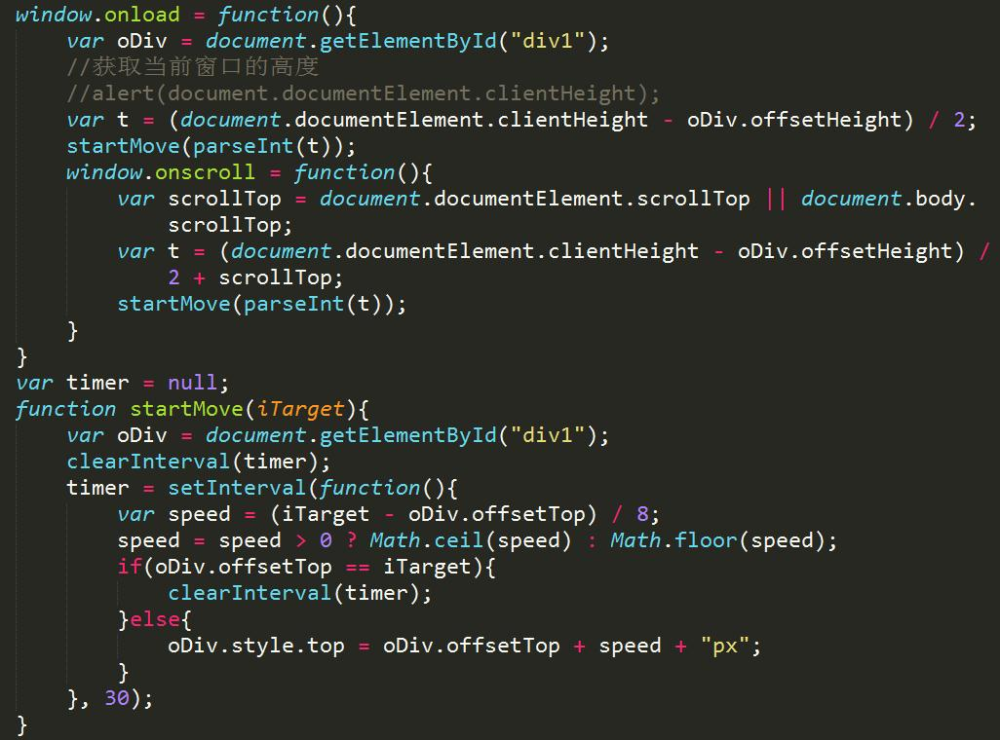 window.onload = function(){
    var oDiv = document.getElementById("div1");
    //获取当前窗口的高度
    //alert(document.documentElement.clientHeight);
    var t = (document.documentElement.clientHeight - oDiv.offsetHeight) / 2;
    startMove(parseInt(t));
    window.onscroll = function(){
        var scrollTop = document.documentElement.scrollTop || document.body.
            scrollTop;
        var t = (document.documentElement.clientHeight - oDiv.offsetHeight) /
            2 + scrollTop;
        startMove(parseInt(t));
    }
}
var timer = null;
function startMove(iTarget){
    var oDiv = document.getElementById("div1");
    clearInterval(timer);
    timer = setInterval(function(){
        var speed = (iTarget - oDiv.offsetTop) / 8;
        speed = speed > 0 ? Math.ceil(speed) : Math.floor(speed);
        if(oDiv.offsetTop == iTarget){
            clearInterval(timer);
        }else{
            oDiv.style.top = oDiv.offsetTop + speed + "px";
        }
    }, 30);
}